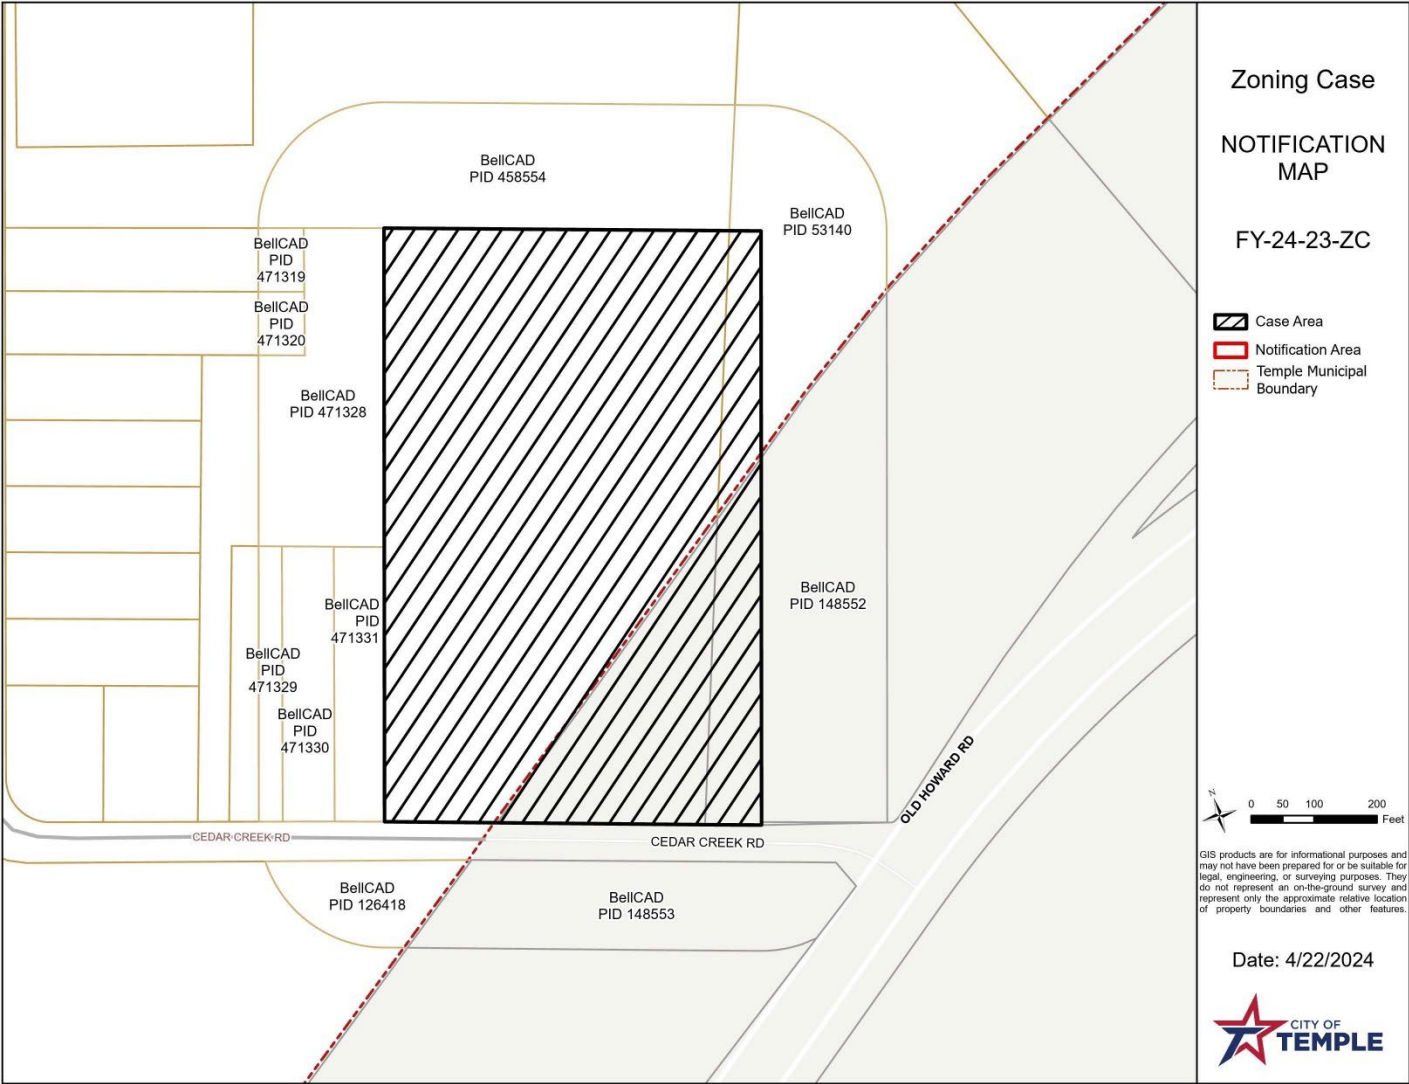 BellCAD
PID 458554
BellCAD
PID 53140
BellCAD
PID
471319
BellCAD
PID
471320
BellCAD
PID 471328
BellCAD
PID
471331
BellCAD
PID
471329
BellCAD
PID
471330
BellCAD
PID 148552
OLD HOWARD RD
CEDAR CREEK RD
CEDAR CREEK RD
BellCAD
PID 126418
BellCAD
PID 148553
Zoning Case
NOTIFICATION
MAP
FY-24-23-ZC
Case Area
Notification Area
Temple Municipal
Boundary
N
0 50 100 200
Feet
GIS products are for informational purposes and
may not have been prepared for or be suitable for
legal, engineering, or surveying purposes. They
do not represent an on-the-ground survey and
represent only the approximate relative location
of property boundaries and other features.
Date: 4/22/2024
CITY OF
TEMPLE